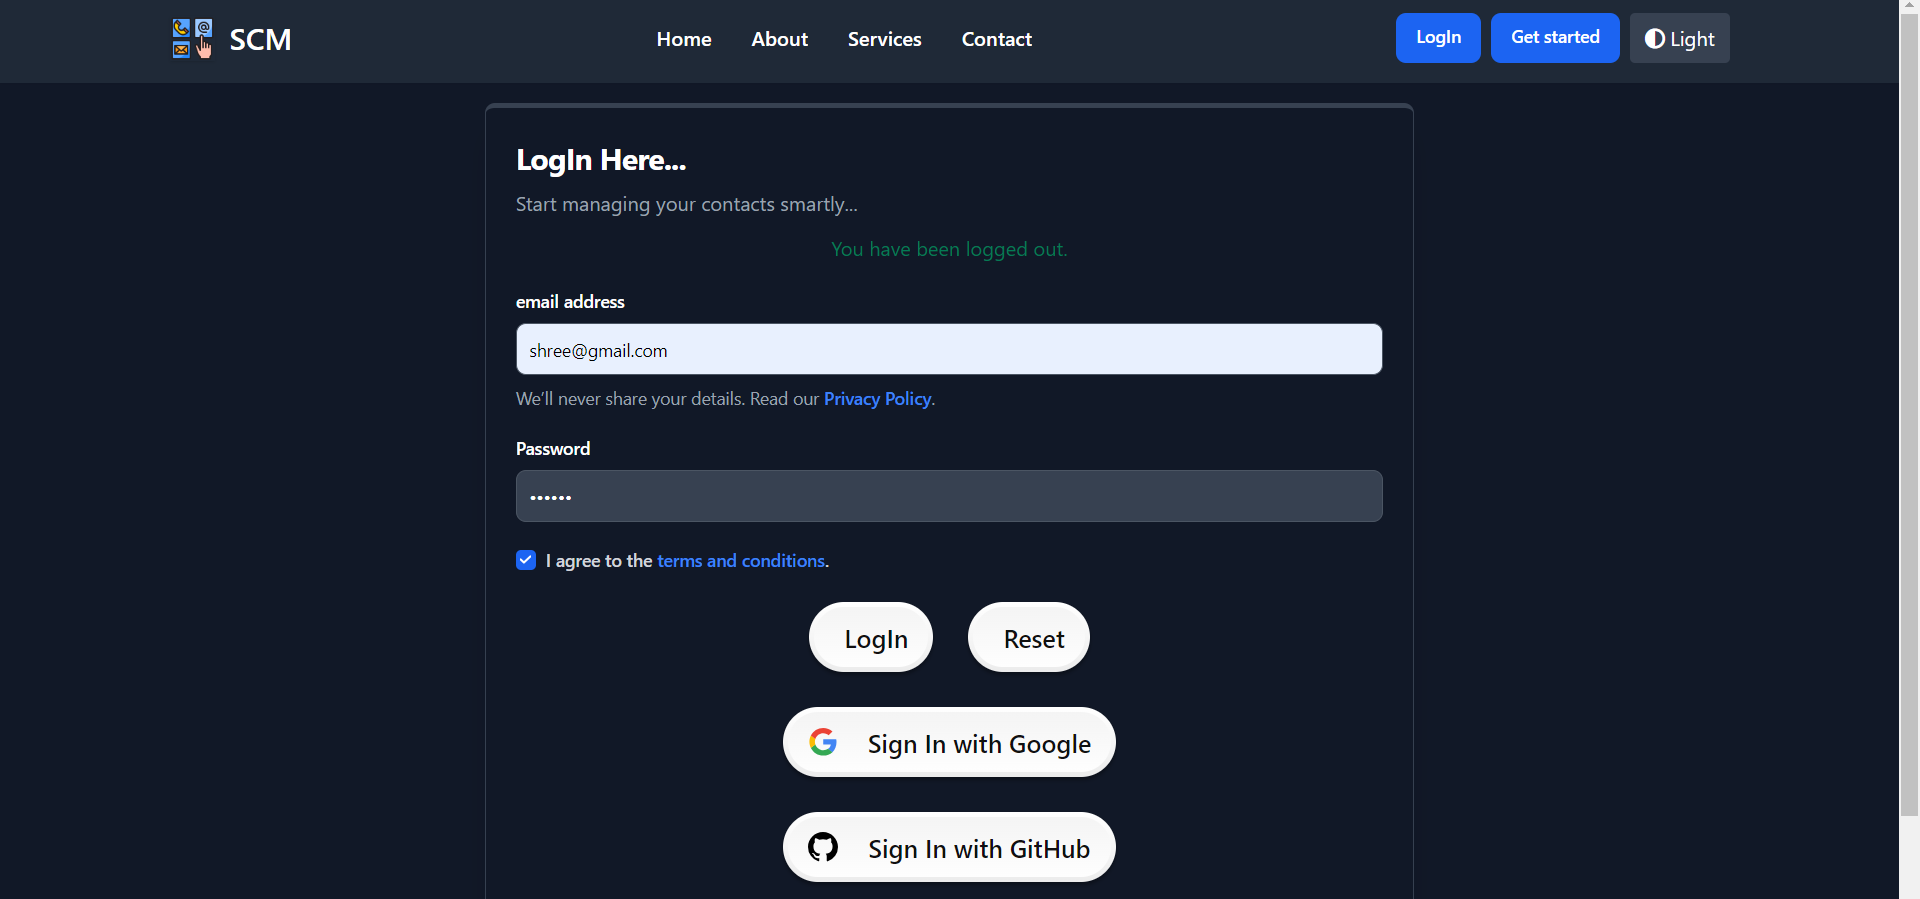 SCM
Home About Services Contact
LogIn Get started Light
LogIn Here...
Start managing your contacts smartly...
You have been logged out.
email address
shree@gmail.com
We’ll never share your details. Read our Privacy Policy.
Password
••••••
I agree to the terms and conditions.
LogIn Reset
Sign In with Google
Sign In with GitHub